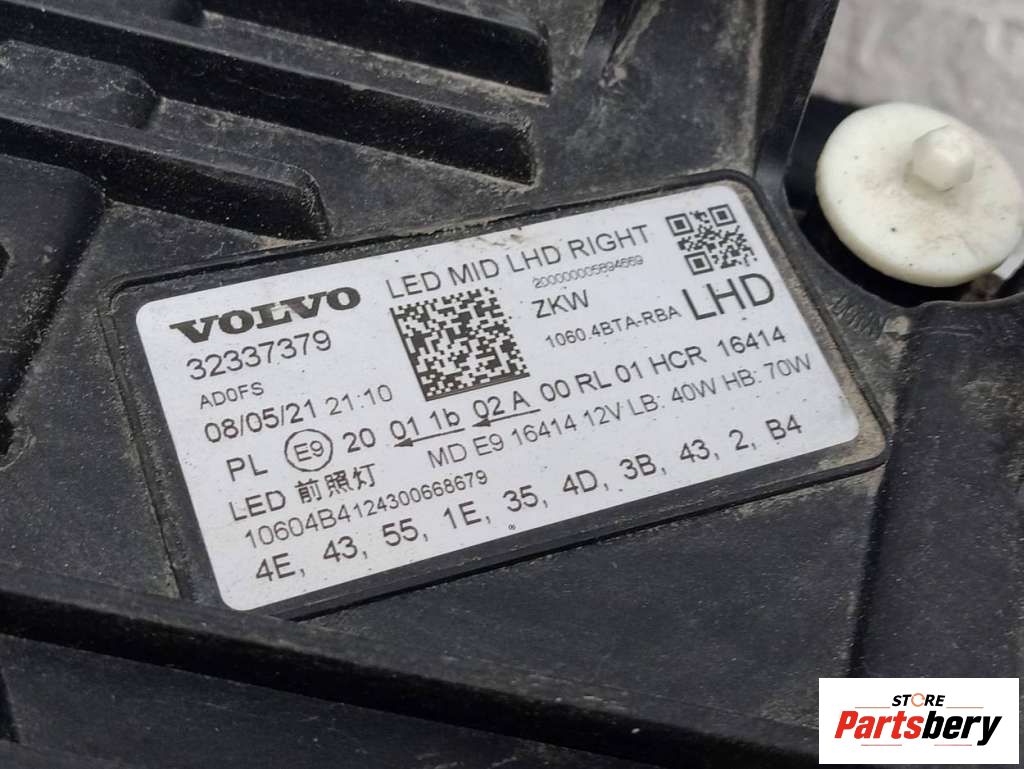 VOLVO
LED MID LHD RIGHT
32337379
200000005894669
ZKW
AD0FS
1060.4BTA-RBA
LHD
08/05/21 21:10
PL E9 20 01 1b 02 A 00 RL 01 HCR 16414
MD E9 16414 12V LB: 40W HB: 70W
LED 前照灯
10604B4124300668679
4E, 43, 55, 1E, 35, 4D, 3B, 43, 2, B4
STORE
Partsbery